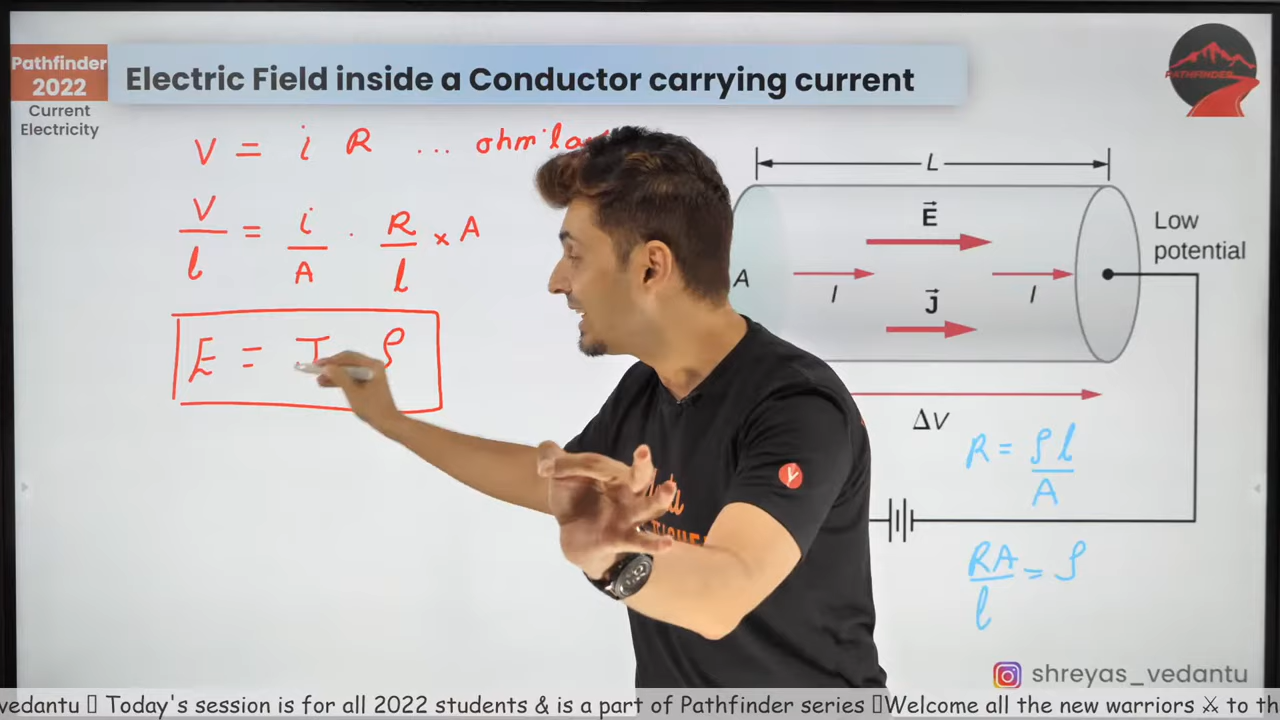 Pathfinder
2022
Current
Electricity
Electric Field inside a Conductor carrying current
PATHFINDER
V = i R ... ohm's
V/l = i/A · R/l × A
E = J ρ
L
E⃗
A
I
I
J⃗
Low
potential
ΔV
R = ρl/A
RA/l = ρ
shreyas_vedantu
vedantu ▯ Today's session is for all 2022 students & is a part of Pathfinder series ▯Welcome all the new warriors ⚔ to th